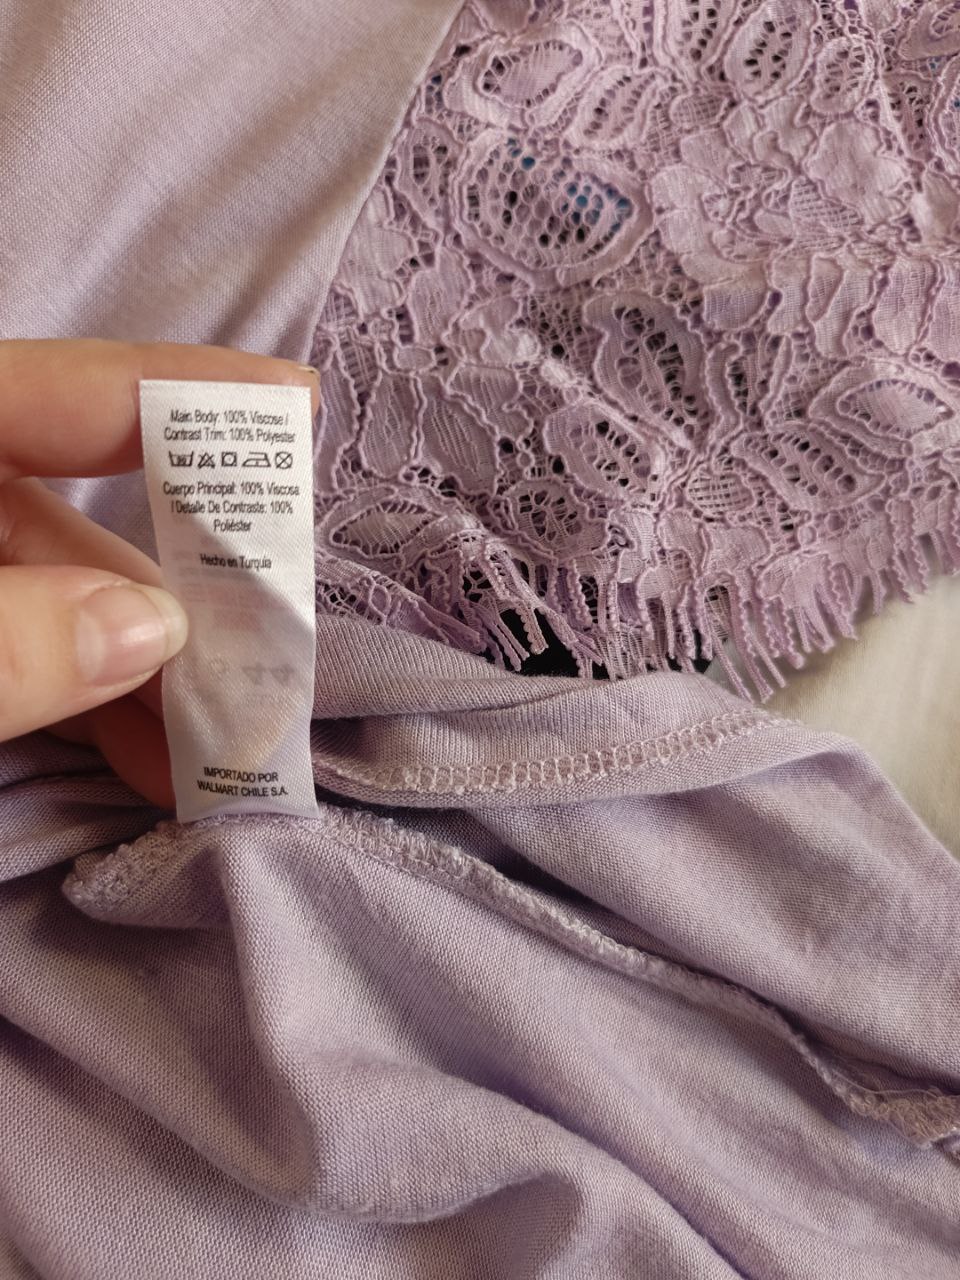 Main Body: 100% Viscose /
Contrast Trim: 100% Polyester
Cuerpo Principal: 100% Viscosa
/ Detalle De Contraste: 100%
Poliéster
Hecho en Turquía
44
IMPORTADO POR
WALMART CHILE S.A.